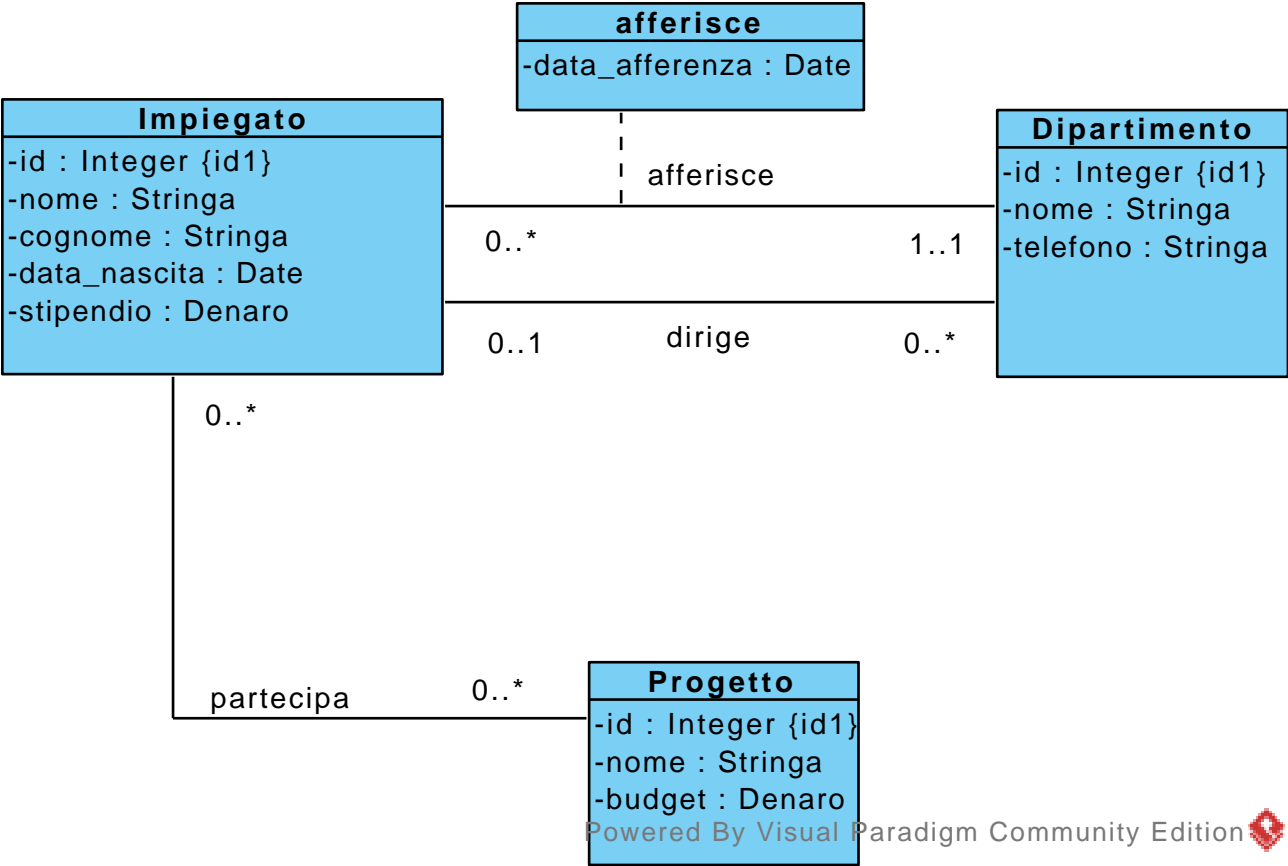 afferisce
-data_afferenza : Date
Impiegato
-id : Integer {id1}
-nome : Stringa
-cognome : Stringa
-data_nascita : Date
-stipendio : Denaro
Dipartimento
-id : Integer {id1}
-nome : Stringa
-telefono : Stringa
afferisce
0..*
1..1
0..1
dirige
0..*
0..*
partecipa
0..*
Progetto
-id : Integer {id1}
-nome : Stringa
-budget : Denaro
Powered By Visual Paradigm Community Edition